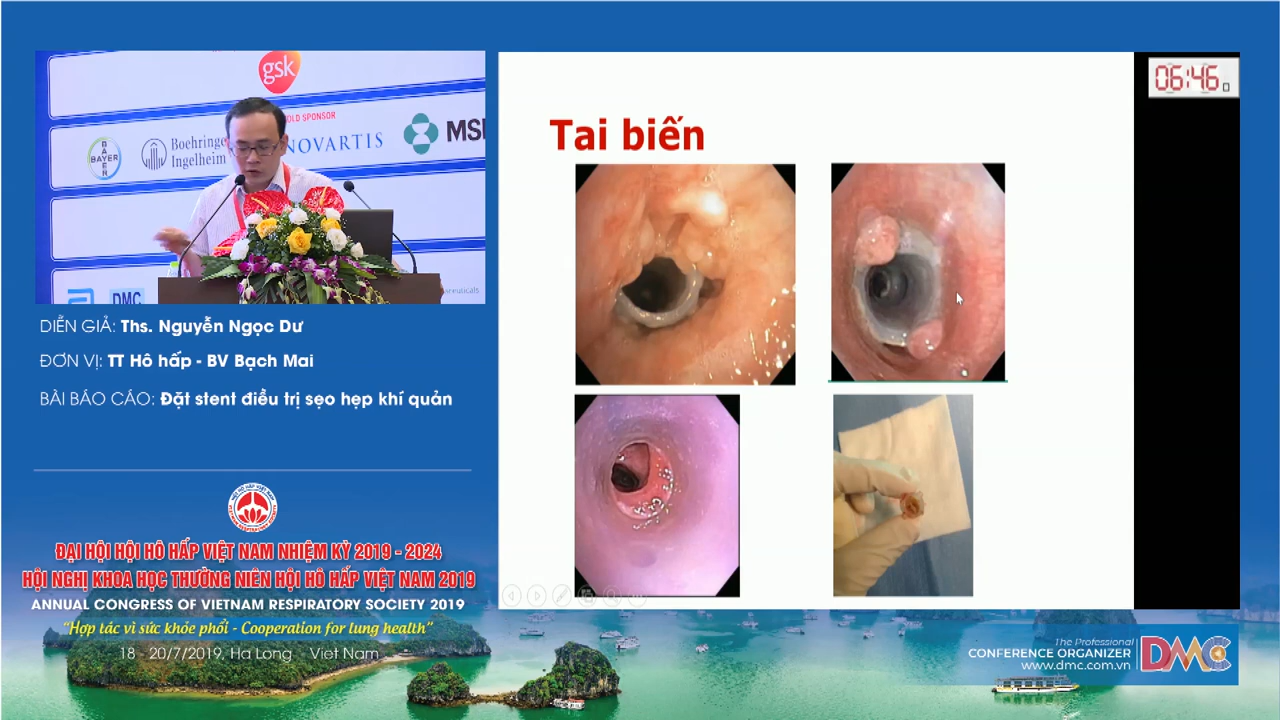 gsk
GOLD SPONSOR
BAYER
BAYER
Boehringer
Ingelheim
NOVARTIS
MSD
DMC
06:46
Tai biến
DIỄN GIẢ: Ths. Nguyễn Ngọc Dư
ĐƠN VỊ: TT Hô hấp - BV Bạch Mai
BÀI BÁO CÁO: Đặt stent điều trị sẹo hẹp khí quản
ĐẠI HỘI HỘI HÔ HẤP VIỆT NAM NHIỆM KỲ 2019 - 2024
HỘI NGHỊ KHOA HỌC THƯỜNG NIÊN HỘI HÔ HẤP VIỆT NAM 2019
ANNUAL CONGRESS OF VIETNAM RESPIRATORY SOCIETY 2019
“Hợp tác vì sức khỏe phổi - Cooperation for lung health”
18 - 20/7/2019, Ha Long Viet Nam
The Professional
CONFERENCE ORGANIZER
www.dmc.com.vn
DMC